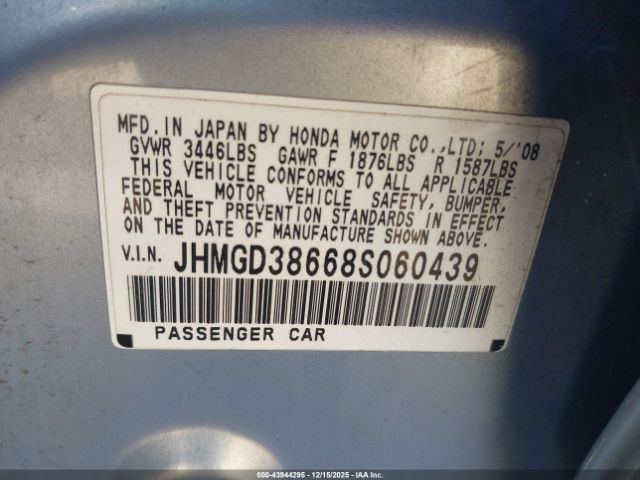 MFD.IN JAPAN BY HONDA MOTOR CO.,LTD; 5/'08
GVWR 3446LBS GAWR F 1876LBS R 1587LBS
THIS VEHICLE CONFORMS TO ALL APPLICABLE
FEDERAL MOTOR VEHICLE SAFETY, BUMPER,
AND THEFT PREVENTION STANDARDS IN EFFECT
ON THE DATE OF MANUFACTURE SHOWN ABOVE.
V.I.N. JHMGD38668S060439
PASSENGER CAR
000-43944295 - 12/15/2025 - IAA Inc.